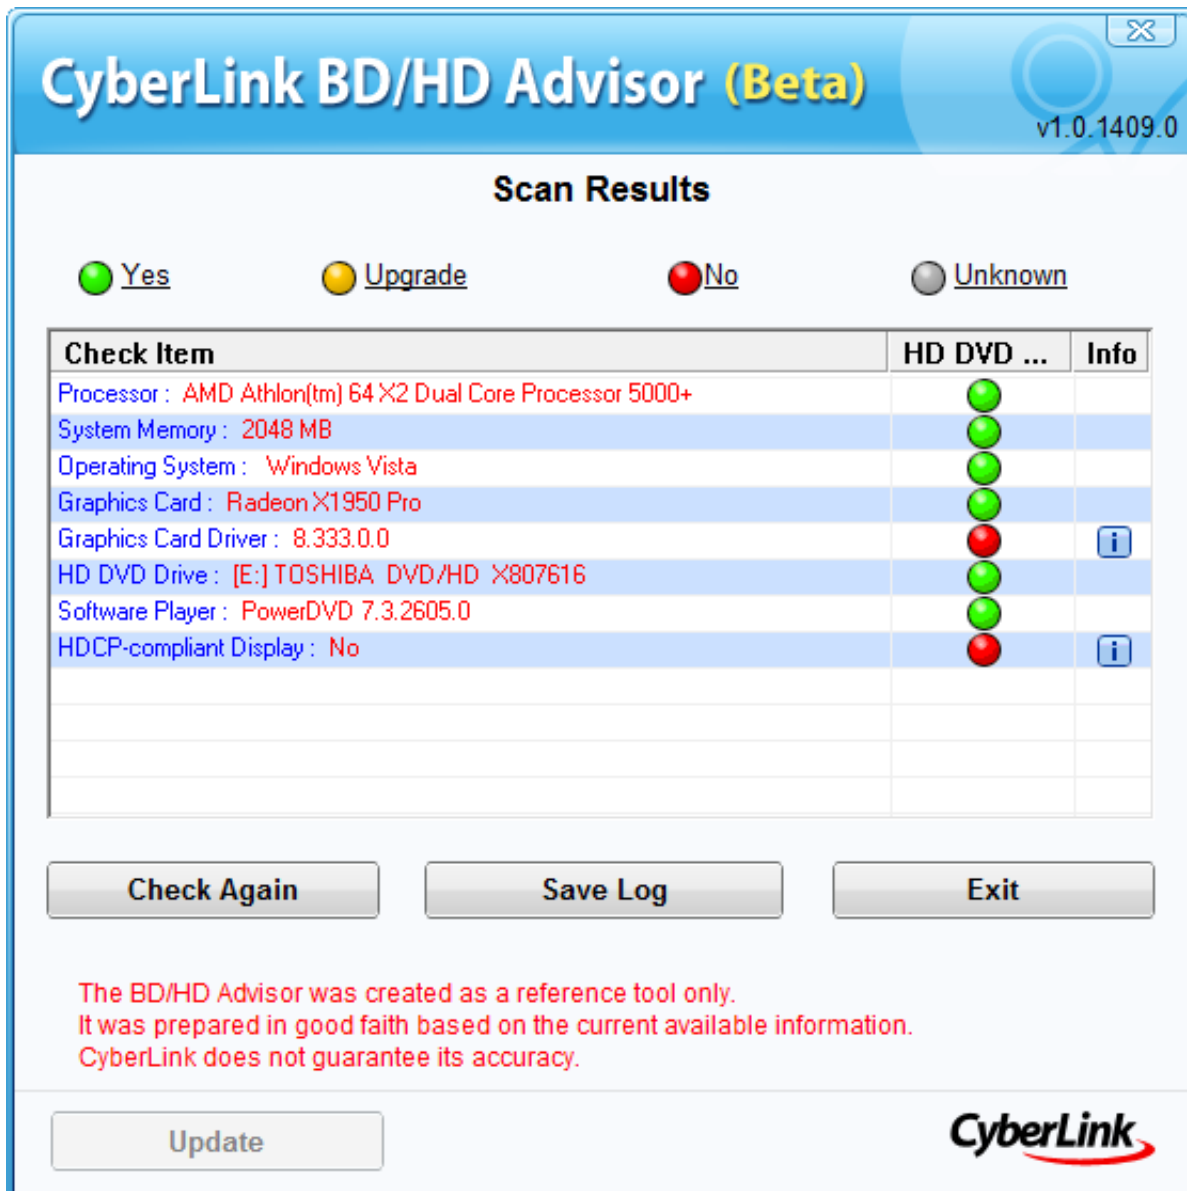 CyberLink BD/HD Advisor (Beta)
v1.0.1409.0
Scan Results
Yes Upgrade No Unknown
Check Item HD DVD ... Info
Processor : AMD Athlon(tm) 64 X2 Dual Core Processor 5000+
System Memory : 2048 MB
Operating System : Windows Vista
Graphics Card : Radeon X1950 Pro
Graphics Card Driver : 8.333.0.0 i
HD DVD Drive : [E:] TOSHIBA DVD/HD X807616
Software Player : PowerDVD 7.3.2605.0
HDCP-compliant Display : No i
Check Again Save Log Exit
The BD/HD Advisor was created as a reference tool only.
It was prepared in good faith based on the current available information.
CyberLink does not guarantee its accuracy.
Update CyberLink